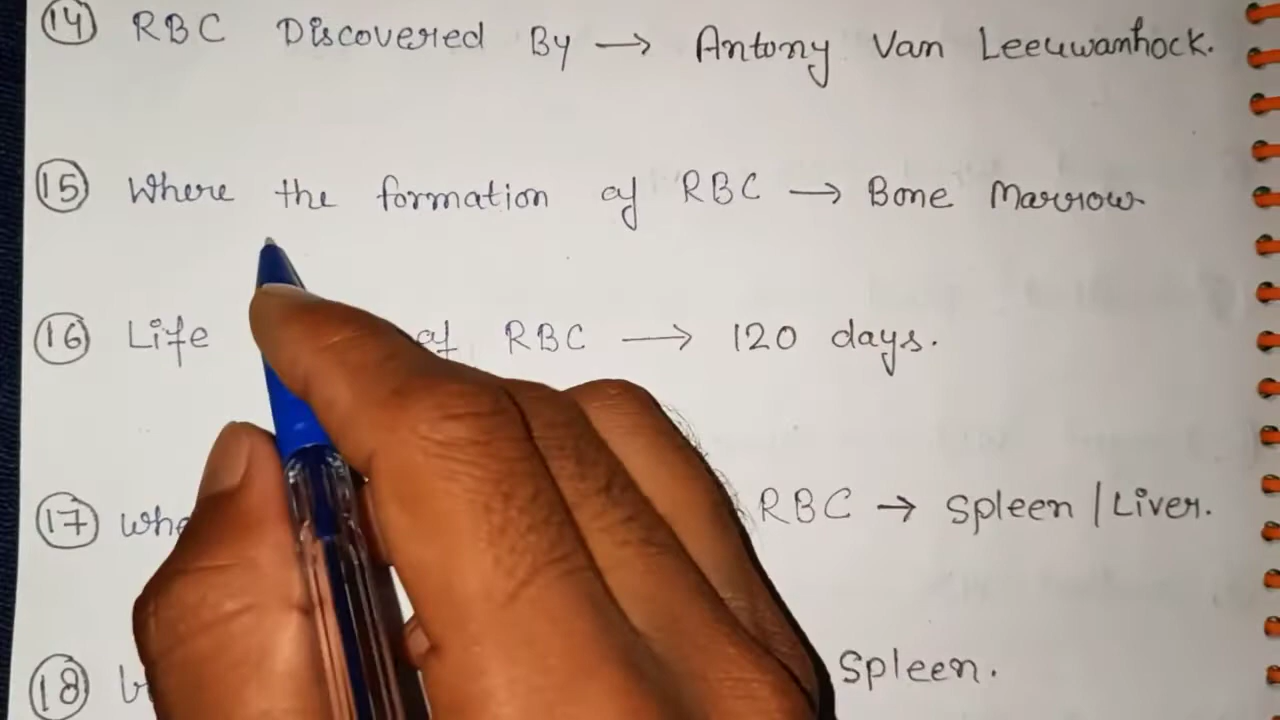 14 RBC Discovered By → Antony Van Leeuwanhock.
15 Where the formation of RBC → Bone Marrow
16 Life of RBC → 120 days.
17 RBC → Spleen / Liver.
18 Spleen.